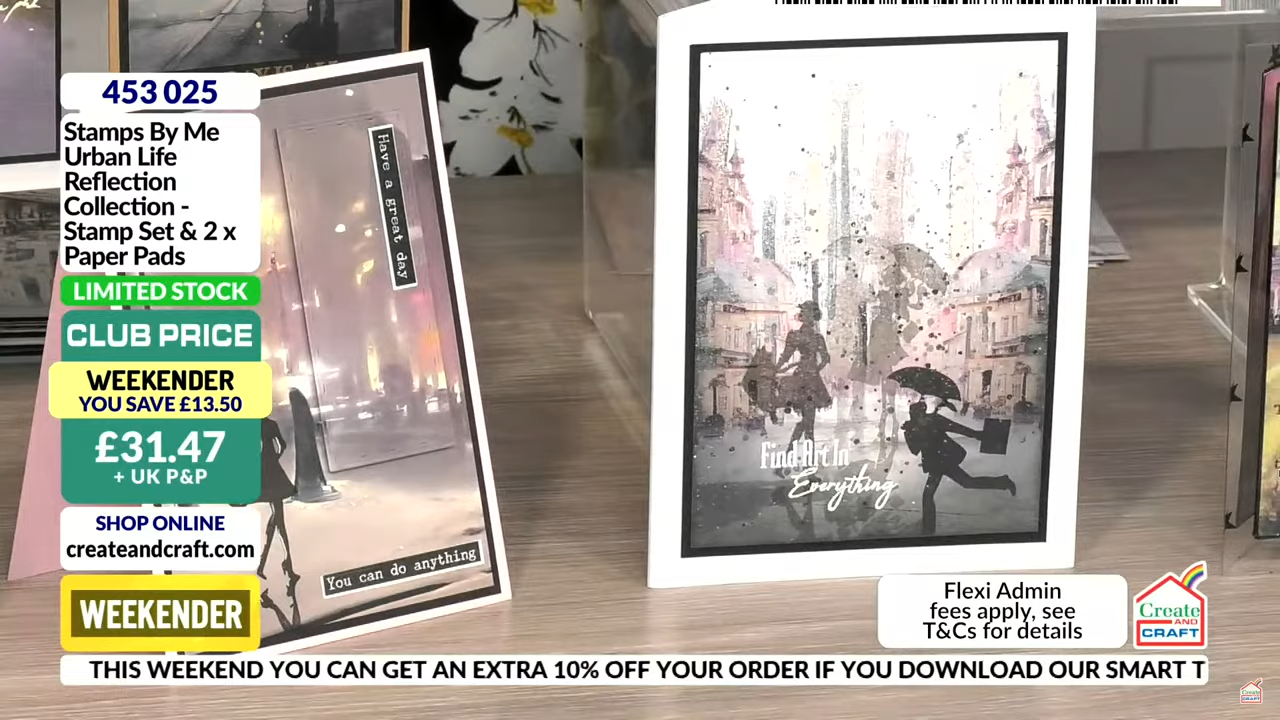 453 025
Stamps By Me
Urban Life
Reflection
Collection -
Stamp Set & 2 x
Paper Pads
LIMITED STOCK
CLUB PRICE
WEEKENDER
YOU SAVE £13.50
£31.47
+ UK P&P
SHOP ONLINE
createandcraft.com
WEEKENDER
Have a great day
You can do anything
Find Art In
Everything
Flexi Admin
fees apply, see
T&Cs for details
Create
AND
CRAFT
THIS WEEKEND YOU CAN GET AN EXTRA 10% OFF YOUR ORDER IF YOU DOWNLOAD OUR SMART T
Create
CRAFT